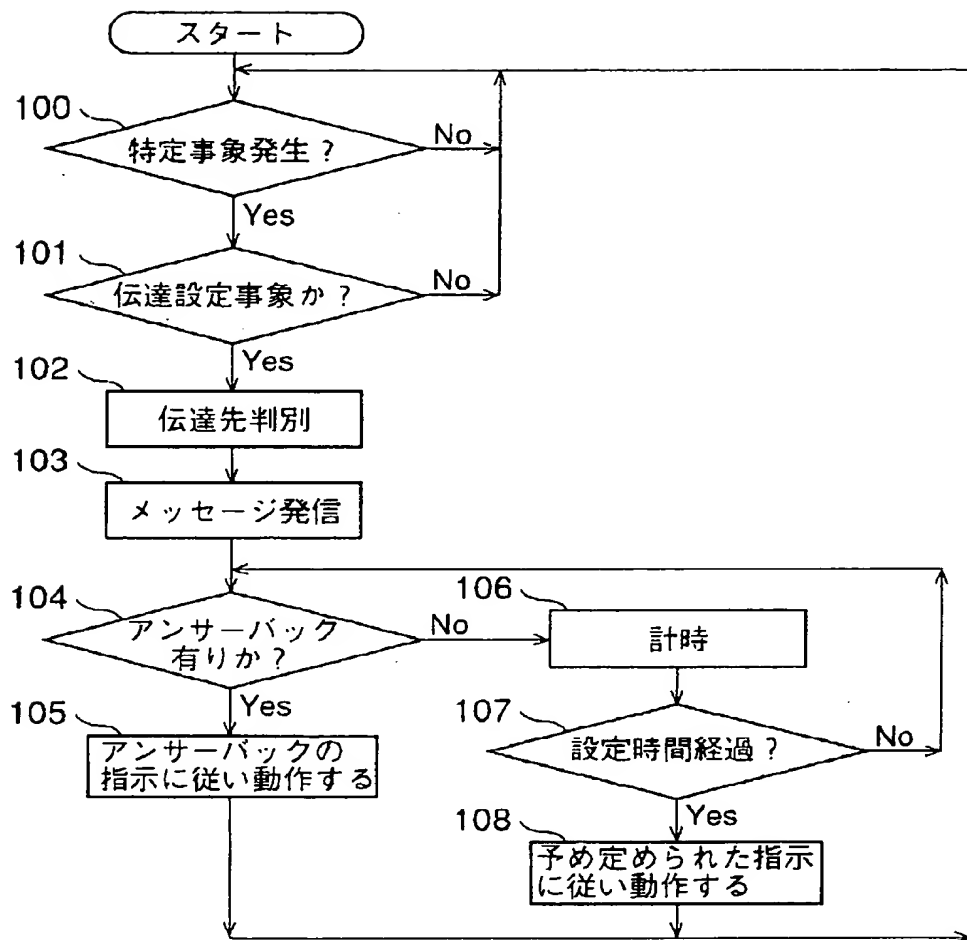 スタート
100
特定事象発生？
No
Yes
101
伝達設定事象か？
No
Yes
102
伝達先判別
103
メッセージ発信
104
アンサーバック
有りか？
No
Yes
105
アンサーバックの
指示に従い動作する
106
計時
107
設定時間経過？
No
Yes
108
予め定められた指示
に従い動作する